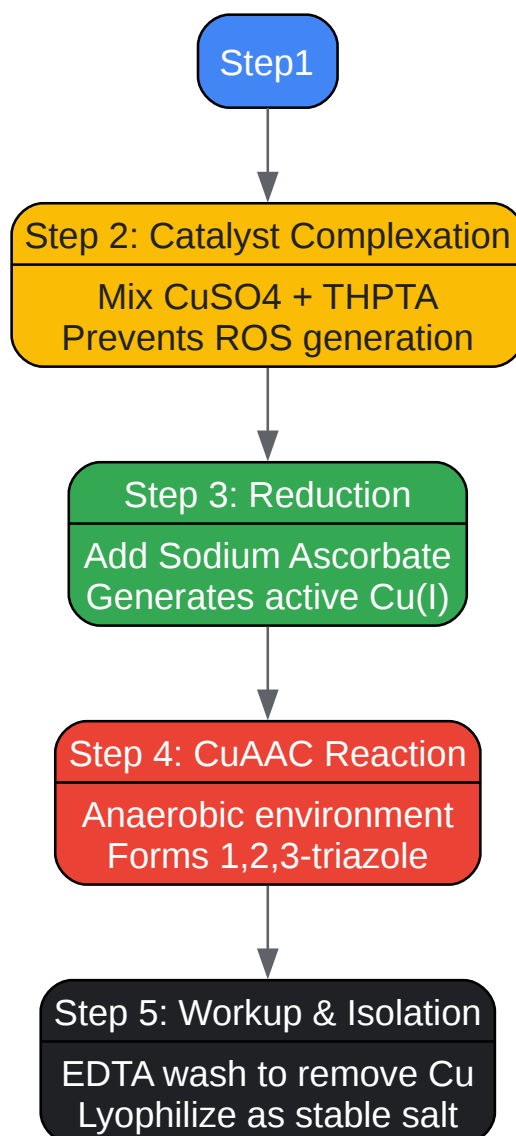 Step1
Step 2: Catalyst Complexation
Mix CuSO4 + THPTA
Prevents ROS generation
Step 3: Reduction
Add Sodium Ascorbate
Generates active Cu(I)
Step 4: CuAAC Reaction
Anaerobic environment
Forms 1,2,3-triazole
Step 5: Workup & Isolation
EDTA wash to remove Cu
Lyophilize as stable salt